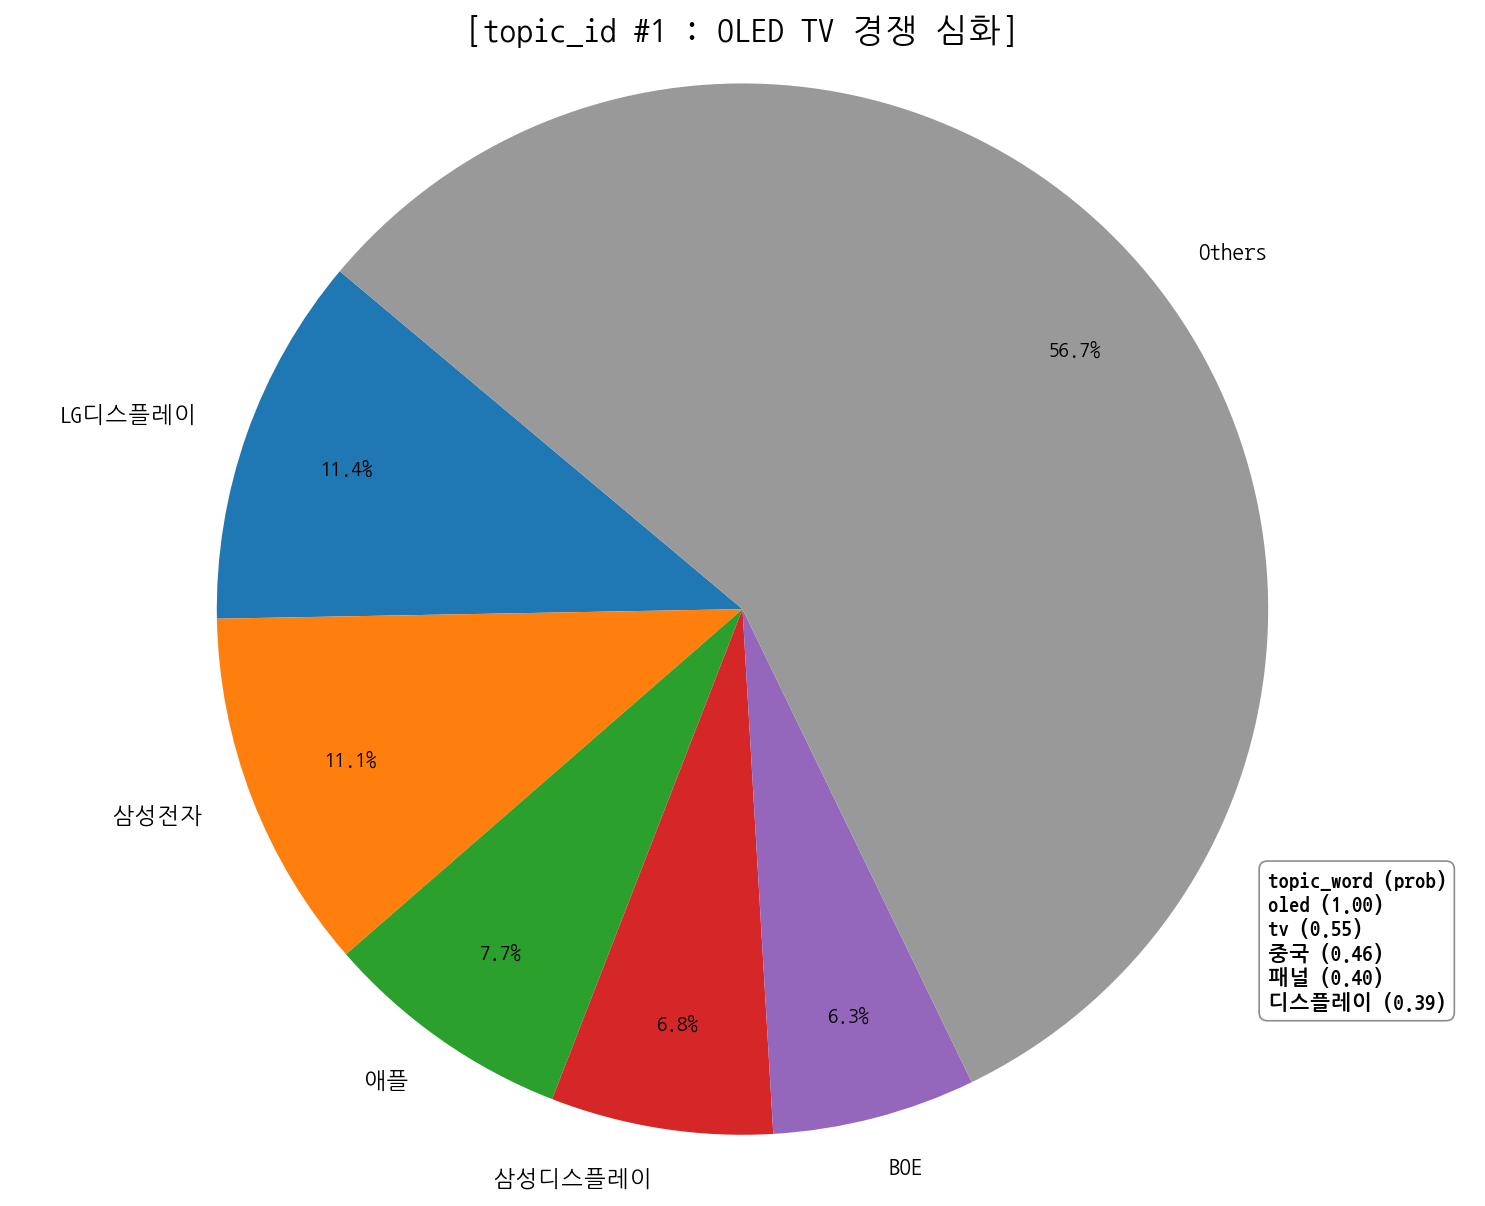 [topic_id #1 : OLED TV 경쟁 심화]
Others
56.7%
LG디스플레이
11.4%
11.1%
삼성전자
7.7%
6.8%
6.3%
애플
삼성디스플레이
BOE
topic_word (prob)
oled (1.00)
tv (0.55)
중국 (0.46)
패널 (0.40)
디스플레이 (0.39)